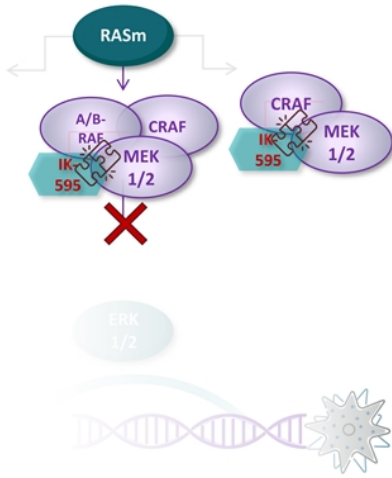 RASm
A/B-
RAF
CRAF
IK-
595
MEK
1/2
CRAF
IK-
595
MEK
1/2
ERK
1/2